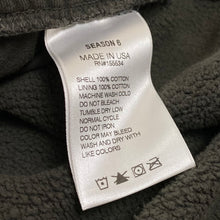 SEASON 6
MADE IN USA
RN#155534
SHELL 100% COTTON
LINING 100% COTTON
MACHINE WASH COLD
DO NOT BLEACH
TUMBLE DRY LOW
NORMAL CYCLE
DO NOT IRON
COLOR MAY BLEED
WASH AND DRY WITH
LIKE COLORS